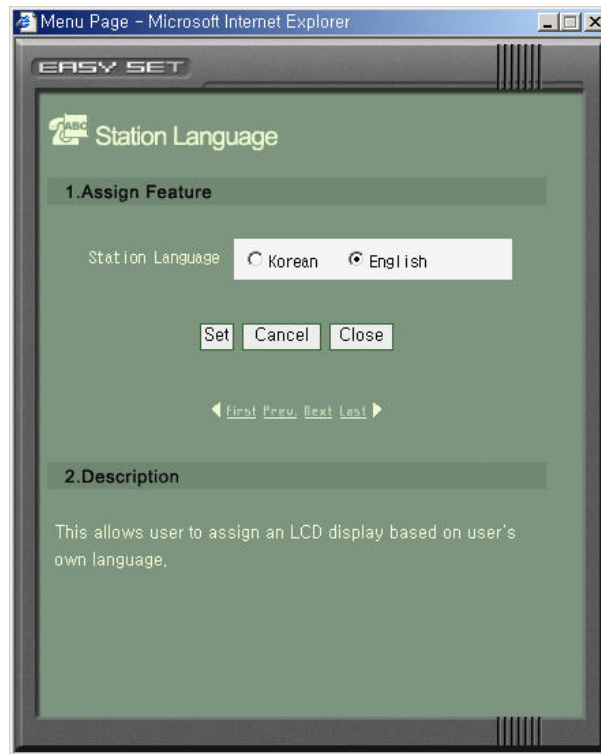 Menu Page - Microsoft Internet Explorer
EASY SET
ABC
Station Language
1.Assign Feature
Station Language Korean English
Set Cancel Close
First Prev. Next Last
2.Description
This allows user to assign an LCD display based on user's
own language.